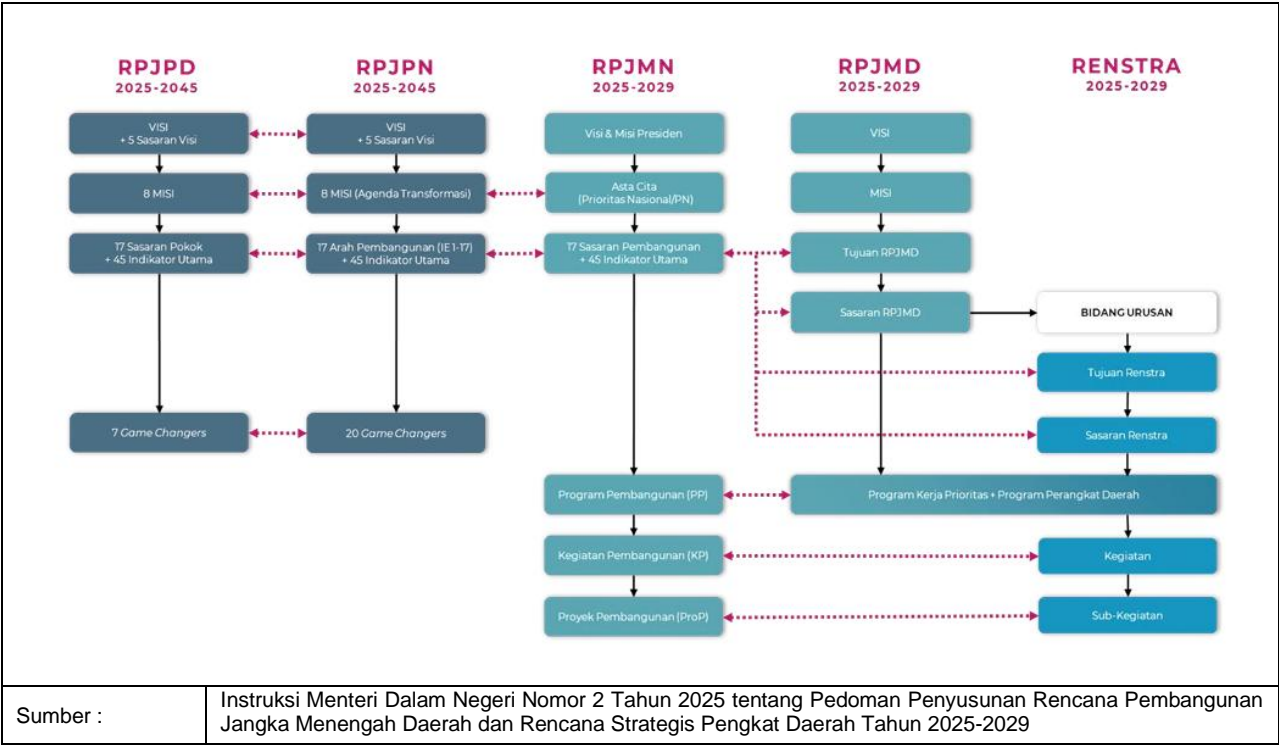 RPJPD
2025-2045
RPJPN
2025-2045
RPJMN
2025-2029
RPJMD
2025-2029
RENSTRA
2025-2029
VISI
+ 5 Sasaran Visi
VISI
+ 5 Sasaran Visi
Visi & Misi Presiden
VISI
8 MISI
8 MISI (Agenda Transformasi)
Asta Cita
(Prioritas Nasional/PN)
MISI
17 Sasaran Pokok
+ 45 Indikator Utama
17 Arah Pembangunan (IE 1-17)
+ 45 Indikator Utama
17 Sasaran Pembangunan
+ 45 Indikator Utama
Tujuan RPJMD
Sasaran RPJMD
BIDANG URUSAN
Tujuan Renstra
7 Game Changers
20 Game Changers
Sasaran Renstra
Program Pembangunan (PP)
Program Kerja Prioritas + Program Perangkat Daerah
Kegiatan Pembangunan (KP)
Kegiatan
Proyek Pembangunan (ProP)
Sub-Kegiatan
Sumber :
Instruksi Menteri Dalam Negeri Nomor 2 Tahun 2025 tentang Pedoman Penyusunan Rencana Pembangunan
Jangka Menengah Daerah dan Rencana Strategis Pengkat Daerah Tahun 2025-2029